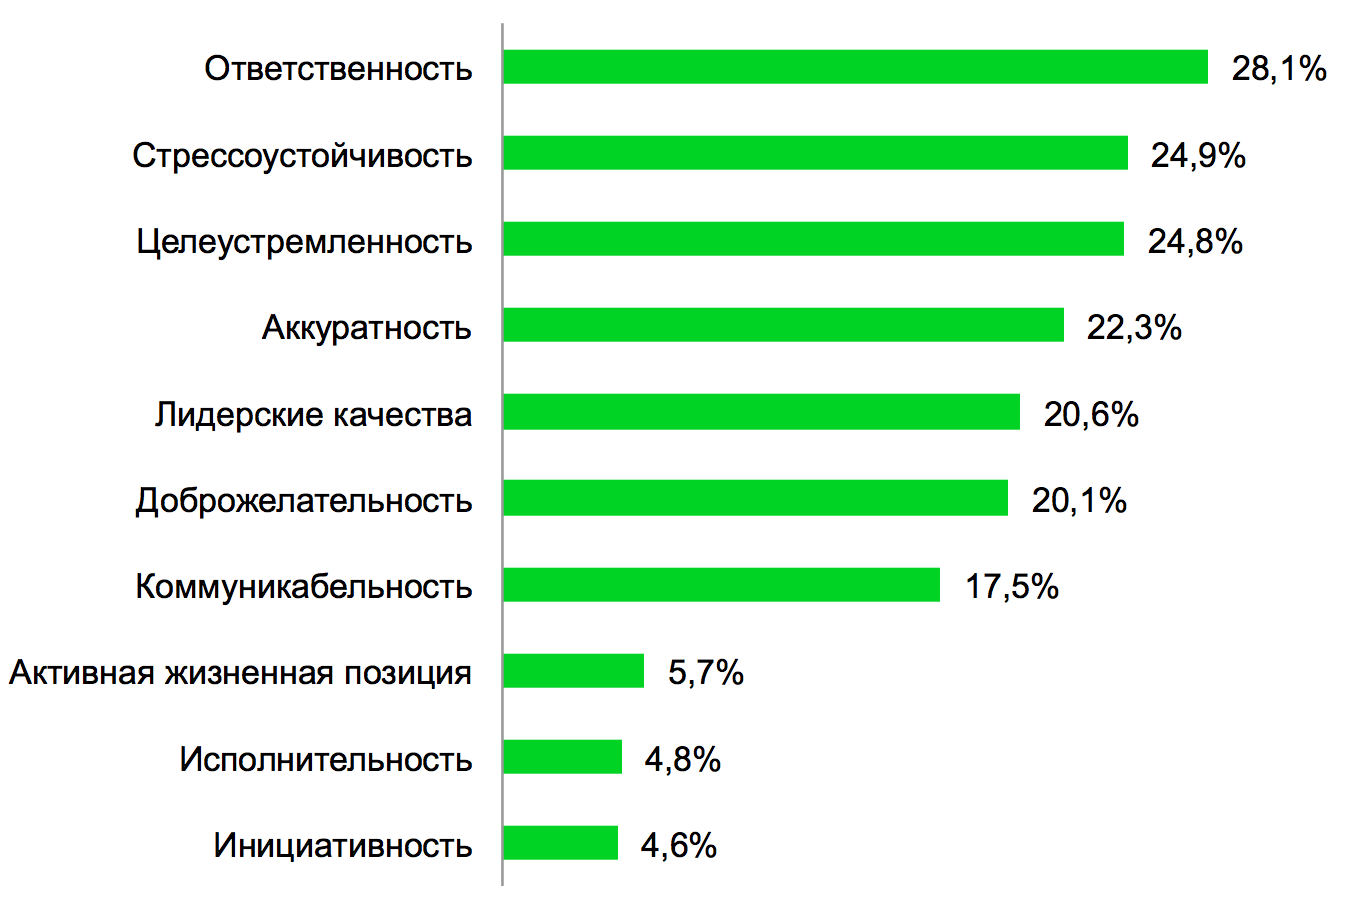 Ответственность 28,1%
Стрессоустойчивость 24,9%
Целеустремленность 24,8%
Аккуратность 22,3%
Лидерские качества 20,6%
Доброжелательность 20,1%
Коммуникабельность 17,5%
Активная жизненная позиция 5,7%
Исполнительность 4,8%
Инициативность 4,6%